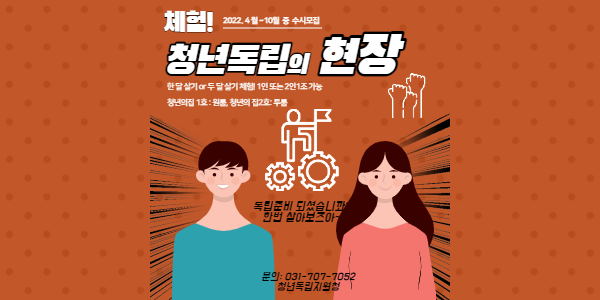 체험!
2022. 4월~10월 중 수시모집
청년독립의 현장
한 달 살기 or 두 달 살기 체험! 1인 또는 2인1조 가능
청년의집 1호 : 원룸, 청년의 집2호: 투룸
독립준비 되셨습니꽈
한번 살아보즈아~
문의: 031-707-7052
청년독립지원청